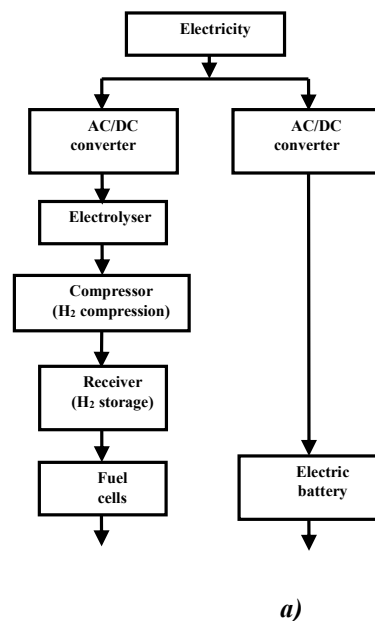 Electricity
AC/DC
converter
AC/DC
converter
Electrolyser
Compressor
(H₂ compression)
Receiver
(H₂ storage)
Fuel
cells
Electric
battery
a)